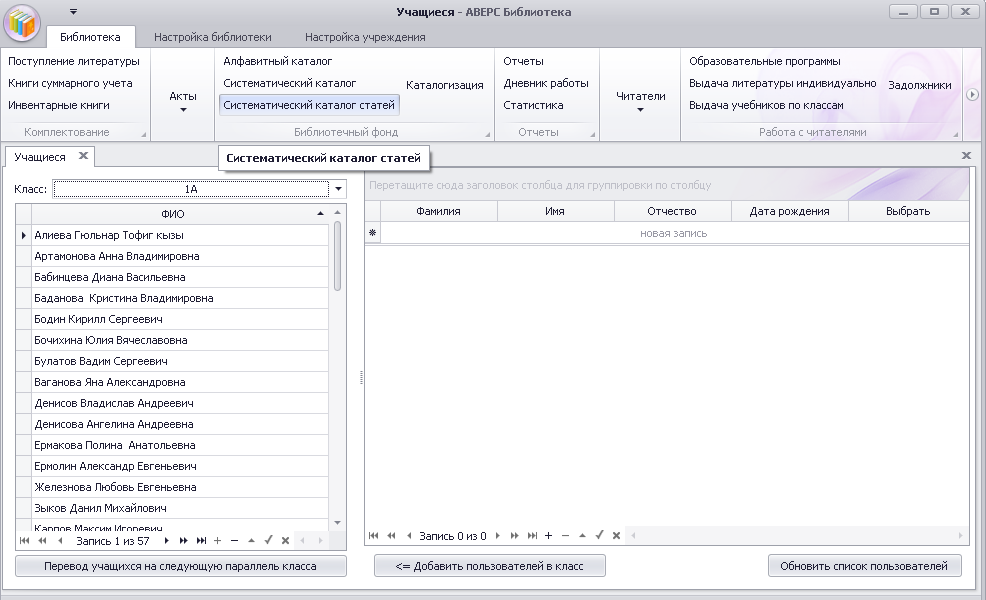 Учащиеся - АВЕРС Библиотека
Библиотека
Настройка библиотеки
Настройка учреждения
Поступление литературы
Книги суммарного учета
Инвентарные книги
Комплектование
Акты
Алфавитный каталог
Систематический каталог
Систематический каталог статей
Каталогизация
Библиотечный фонд
Отчеты
Дневник работы
Статистика
Отчеты
Читатели
Образовательные программы
Выдача литературы индивидуально
Выдача учебников по классам
Задолжники
Работа с читателями
Учащиеся
Систематический каталог статей
Класс: 1А
ФИО
Алиева Гюльнар Тофиг кызы
Артамонова Анна Владимировна
Бабинцева Диана Васильевна
Баданова Кристина Владимировна
Бодин Кирилл Сергеевич
Бочихина Юлия Вячеславовна
Булатов Вадим Сергеевич
Ваганова Яна Александровна
Денисов Владислав Андреевич
Денисова Ангелина Андреевна
Ермакова Полина Анатольевна
Ермолин Александр Евгеньевич
Железнова Любовь Евгеньевна
Зыков Данил Михайлович
Карпов Максим Игоревич
Запись 1 из 57
Перевод учащихся на следующую параллель класса
Перетащите сюда заголовок столбца для группировки по столбцу
Фамилия Имя Отчество Дата рождения Выбрать
новая запись
Запись 0 из 0
<= Добавить пользователей в класс
Обновить список пользователей